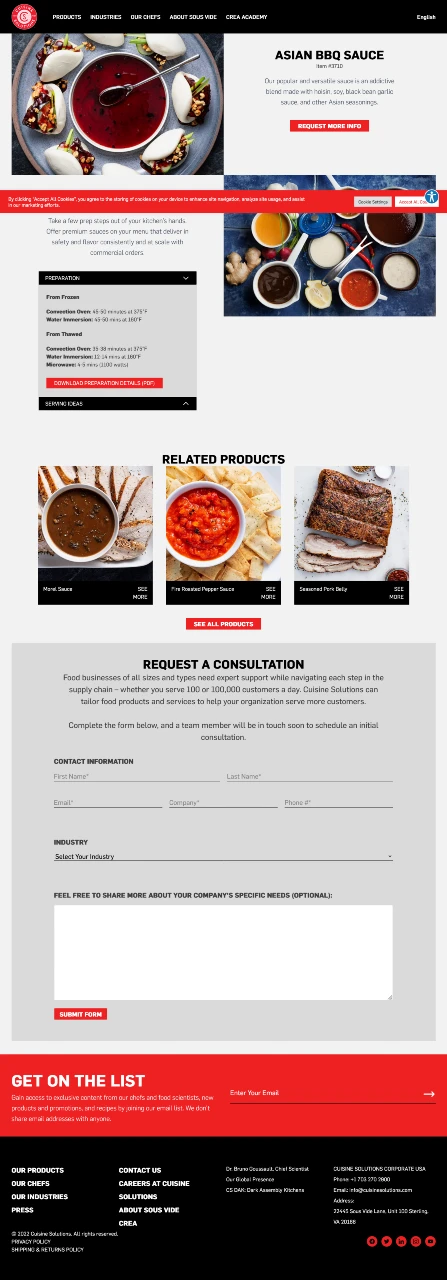 PRODUCTS INDUSTRIES OUR CHEFS ABOUT SOUS VIDE CREA ACADEMY English
ASIAN BBQ SAUCE
Item #3710
Our popular and versatile sauce is an addictive
blend made with hoisin, soy, black bean garlic
sauce, and other Asian seasonings.
REQUEST MORE INFO
By clicking "Accept All Cookies", you agree to the storing of cookies on your device to enhance site navigation, analyze site usage, and assist
in our marketing efforts.
Cookie Settings
Accept All
Take a few prep steps out of your kitchen's hands.
Offer premium sauces on your menu that deliver in
safety and flavor consistently and at scale with
commercial orders.
PREPARATION
From Frozen
Convection Oven: 45-50 minutes at 375°F
Water Immersion: 45-50 mins at 160°F
From Thawed
Convection Oven: 35-38 minutes at 375°F
Water Immersion: 12-14 mins at 160°F
Microwave: 4-5 mins (1100 watts)
DOWNLOAD PREPARATION DETAILS (PDF)
SERVING IDEAS
RELATED PRODUCTS
Morel Sauce SEE MORE
Fire Roasted Pepper Sauce SEE MORE
Seasoned Pork Belly SEE MORE
SEE ALL PRODUCTS
REQUEST A CONSULTATION
Food businesses of all sizes and types need expert support while navigating each step in the
supply chain – whether you serve 100 or 100,000 customers a day. Cuisine Solutions can
tailor food products and services to help your organization serve more customers.
Complete the form below, and a team member will be in touch soon to schedule an initial
consultation.
CONTACT INFORMATION
First Name* Last Name*
Email* Company* Phone #*
INDUSTRY
Select Your Industry
FEEL FREE TO SHARE MORE ABOUT YOUR COMPANY'S SPECIFIC NEEDS (OPTIONAL):
SUBMIT FORM
GET ON THE LIST
Gain access to exclusive content from our chefs and food scientists, new
products and promotions, and recipes by joining our email list. We don't
share email addresses with anyone.
Enter Your Email
OUR PRODUCTS
OUR CHEFS
OUR INDUSTRIES
PRESS
CONTACT US
CAREERS AT CUISINE
SOLUTIONS
ABOUT SOUS VIDE
CREA
Dr. Bruno Goussault, Chief Scientist
Our Global Presence
CS DAK: Dark Assembly Kitchens
CUISINE SOLUTIONS CORPORATE USA
Phone: +1 703 270 2900
Email: info@cuisinesolutions.com
Address:
22445 Sous Vide Lane, Unit 100 Sterling,
VA 20166
© 2022 Cuisine Solutions. All rights reserved.
PRIVACY POLICY
SHIPPING & RETURNS POLICY